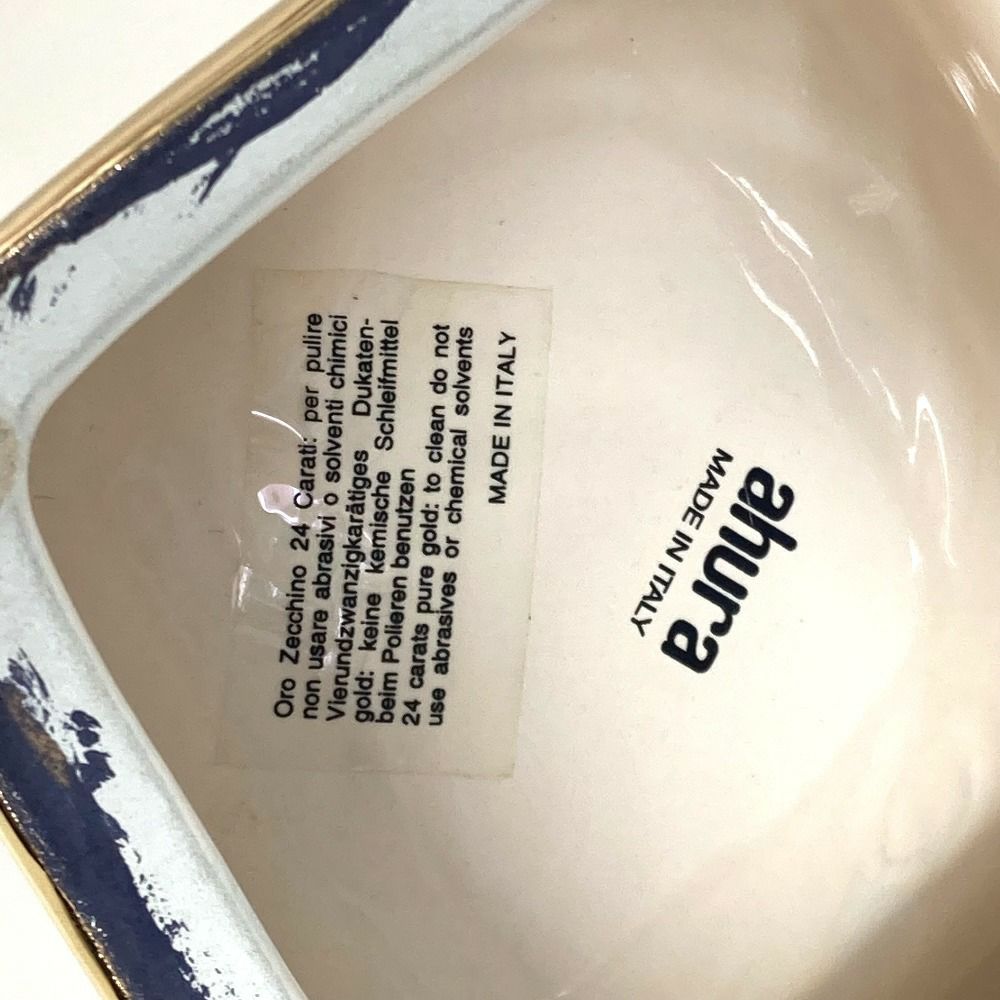 Oro Zecchino 24 Carati: per pulire
non usare abrasivi o solventi chimici
Vierundzwanzigkarätiges Dukaten-
gold: keine kemische Schleifmittel
beim Polieren benutzen
24 carats pure gold: to clean do not
use abrasives or chemical solvents
MADE IN ITALY
ahura
MADE IN ITALY